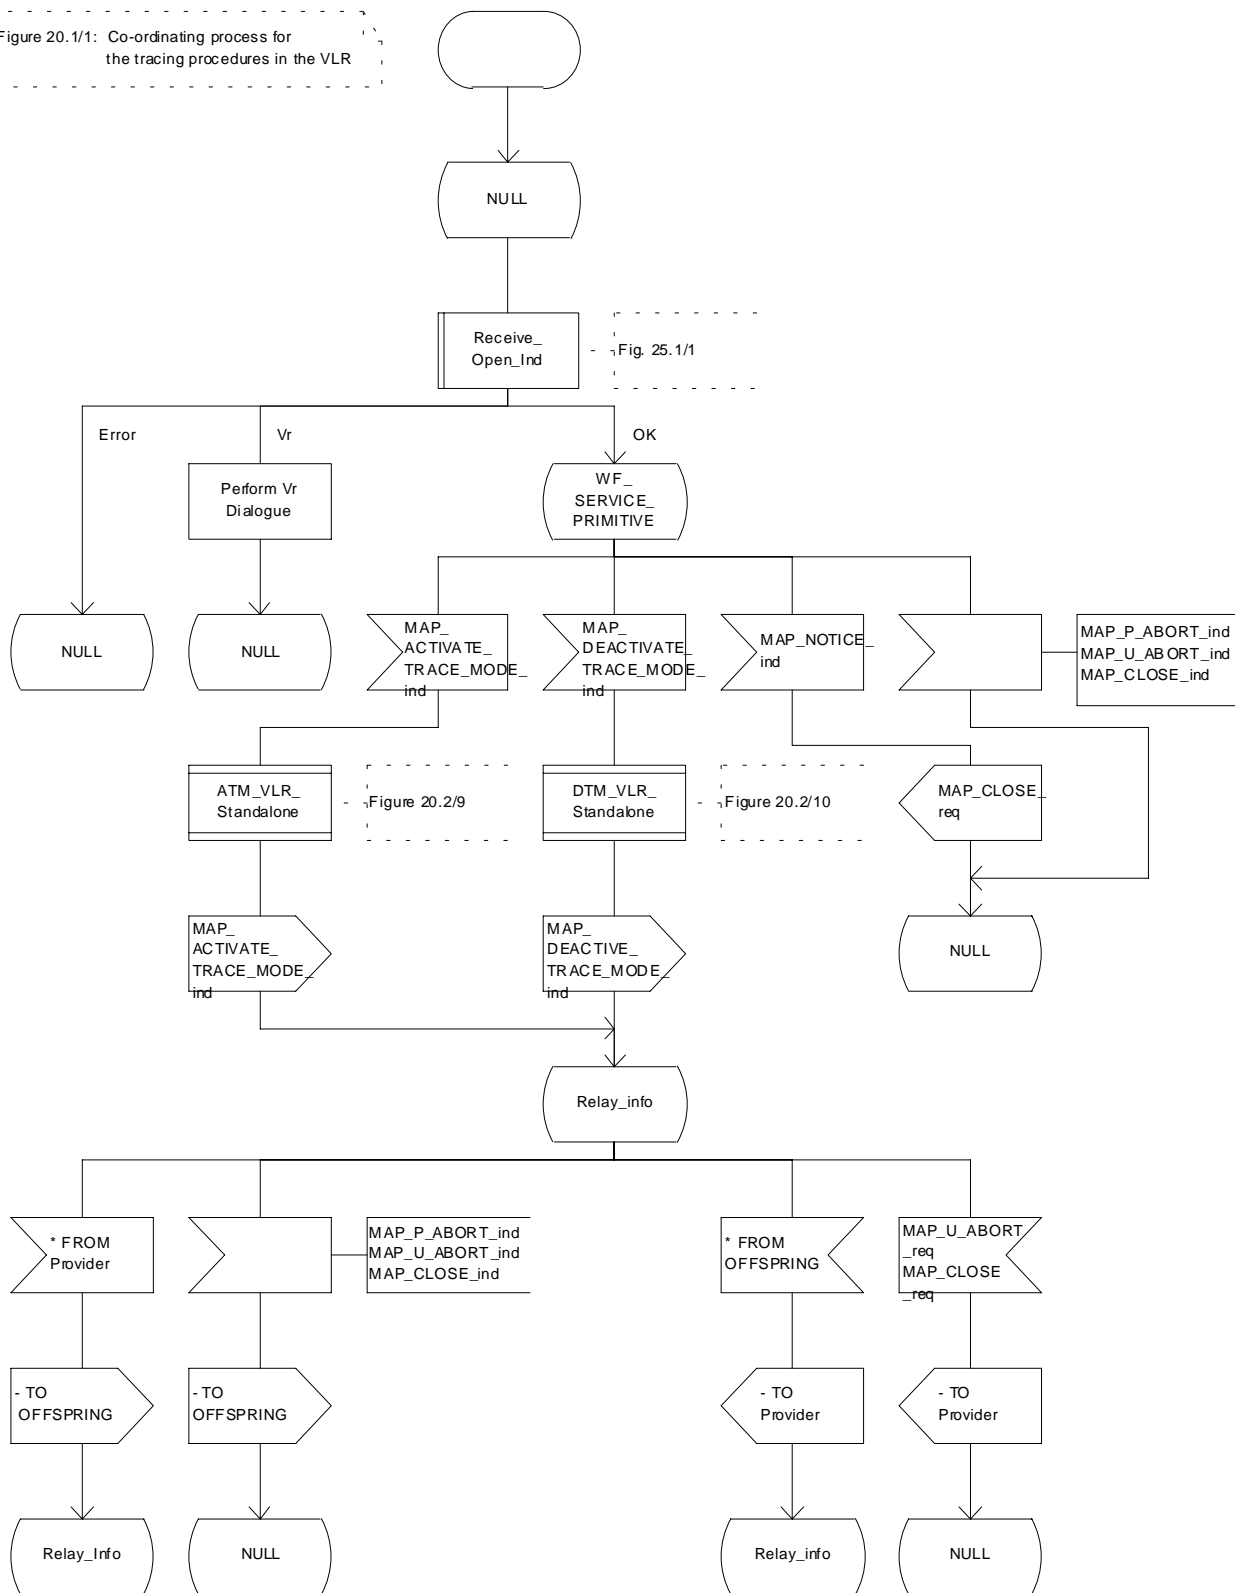 Figure 20.1/1: Co-ordinating process for
the tracing procedures in the VLR
NULL
Receive_
Open_Ind
Fig. 25.1/1
Error
Vr
OK
Perform Vr
Dialogue
WF_
SERVICE_
PRIMITIVE
NULL
NULL
MAP_
ACTIVATE_
TRACE_MODE_
ind
MAP_
DEACTIVATE_
TRACE_MODE_
ind
MAP_NOTICE_
ind
MAP_P_ABORT_ind
MAP_U_ABORT_ind
MAP_CLOSE_ind
ATM_VLR_
Standalone
Figure 20.2/9
DTM_VLR_
Standalone
Figure 20.2/10
MAP_CLOSE_
req
MAP_
ACTIVATE_
TRACE_MODE_
ind
MAP_
DEACTIVE_
TRACE_MODE_
ind
NULL
Relay_info
* FROM
Provider
MAP_P_ABORT_ind
MAP_U_ABORT_ind
MAP_CLOSE_ind
* FROM
OFFSPRING
MAP_U_ABORT
_req
MAP_CLOSE
_req
- TO
OFFSPRING
- TO
OFFSPRING
- TO
Provider
- TO
Provider
Relay_Info
NULL
Relay_info
NULL